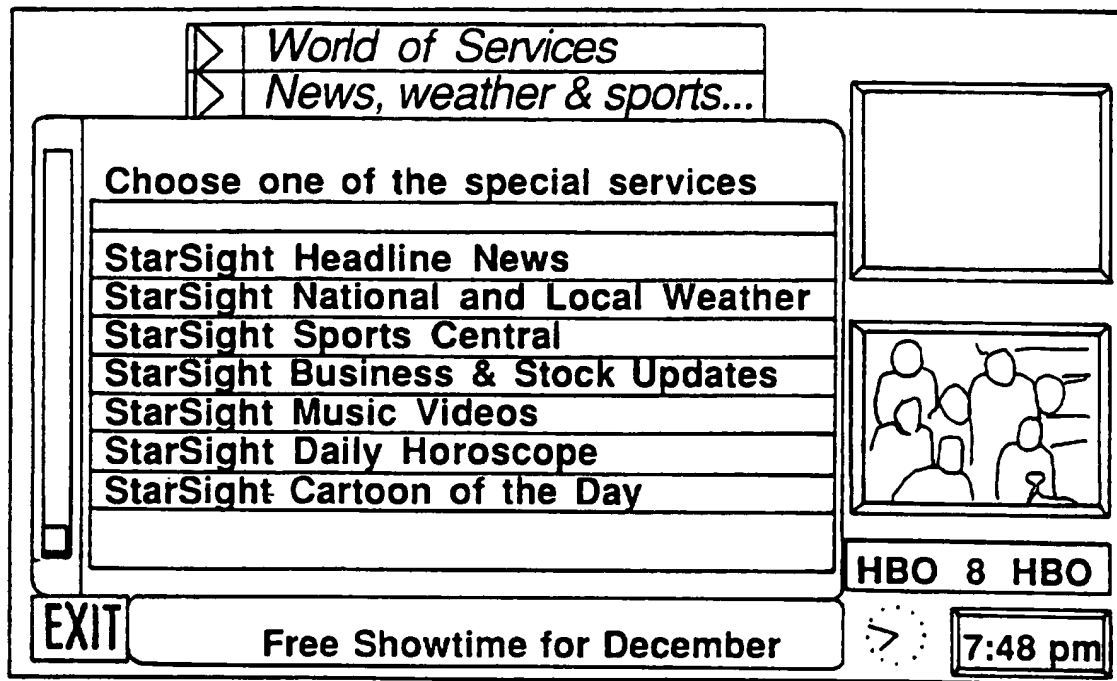 World of Services
News, weather & sports...
Choose one of the special services
StarSight Headline News
StarSight National and Local Weather
StarSight Sports Central
StarSight Business & Stock Updates
StarSight Music Videos
StarSight Daily Horoscope
StarSight Cartoon of the Day
HBO 8 HBO
EXIT
Free Showtime for December
7:48 pm